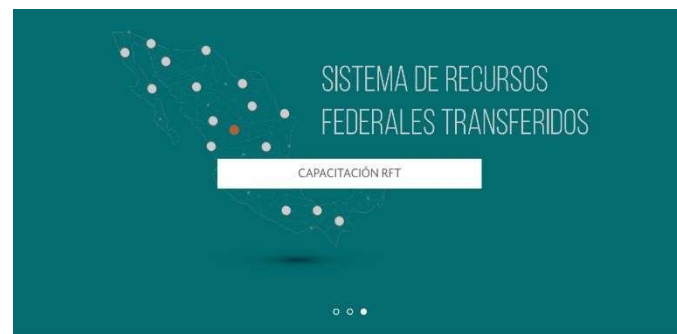 SISTEMA DE RECURSOS
FEDERALES TRANSFERIDOS
CAPACITACIÓN RFT